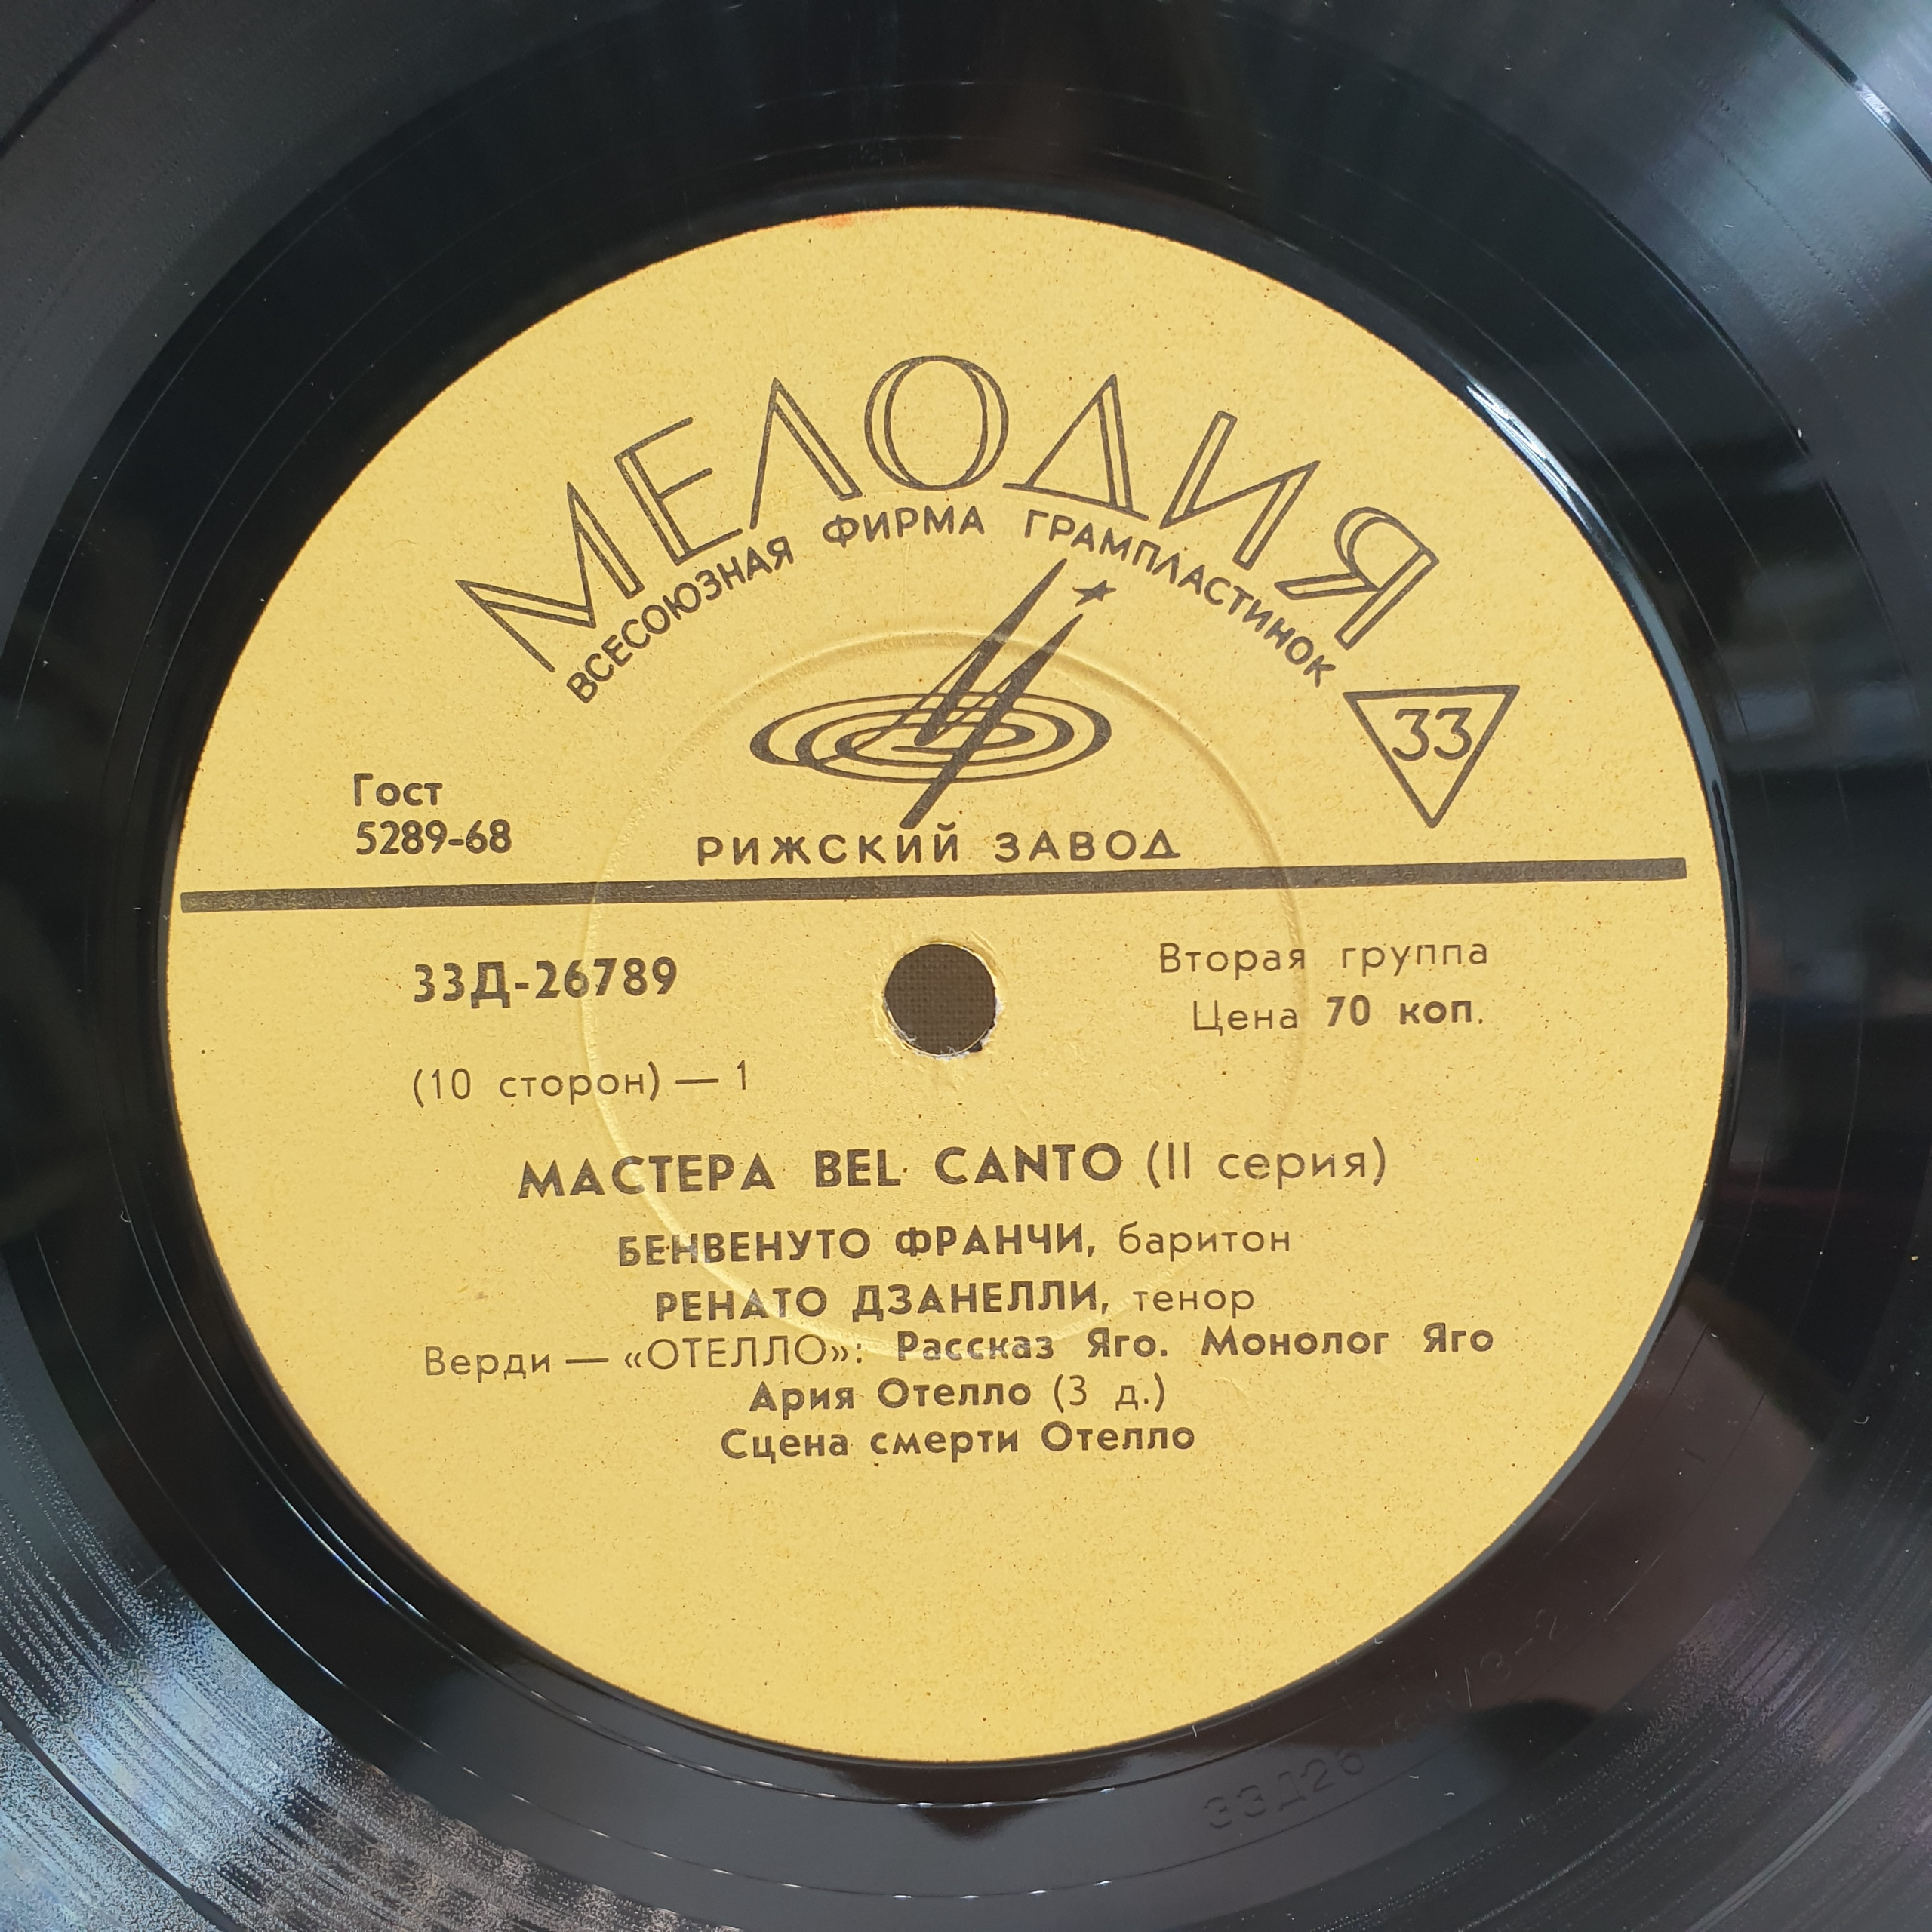 МЕЛОДИЯ
ВСЕСОЮЗНАЯ ФИРМА ГРАМПЛАСТИНОК
33
Гост
5289-68
РИЖСКИЙ ЗАВОД
33Д-26789
Вторая группа
Цена 70 коп.
(10 сторон) — 1
МАСТЕРА BEL CANTO (II серия)
БЕНВЕНУТО ФРАНЧИ, баритон
РЕНАТО ДЗАНЕЛЛИ, тенор
Верди — «ОТЕЛЛО»: Рассказ Яго. Монолог Яго
Ария Отелло (3 д.)
Сцена смерти Отелло